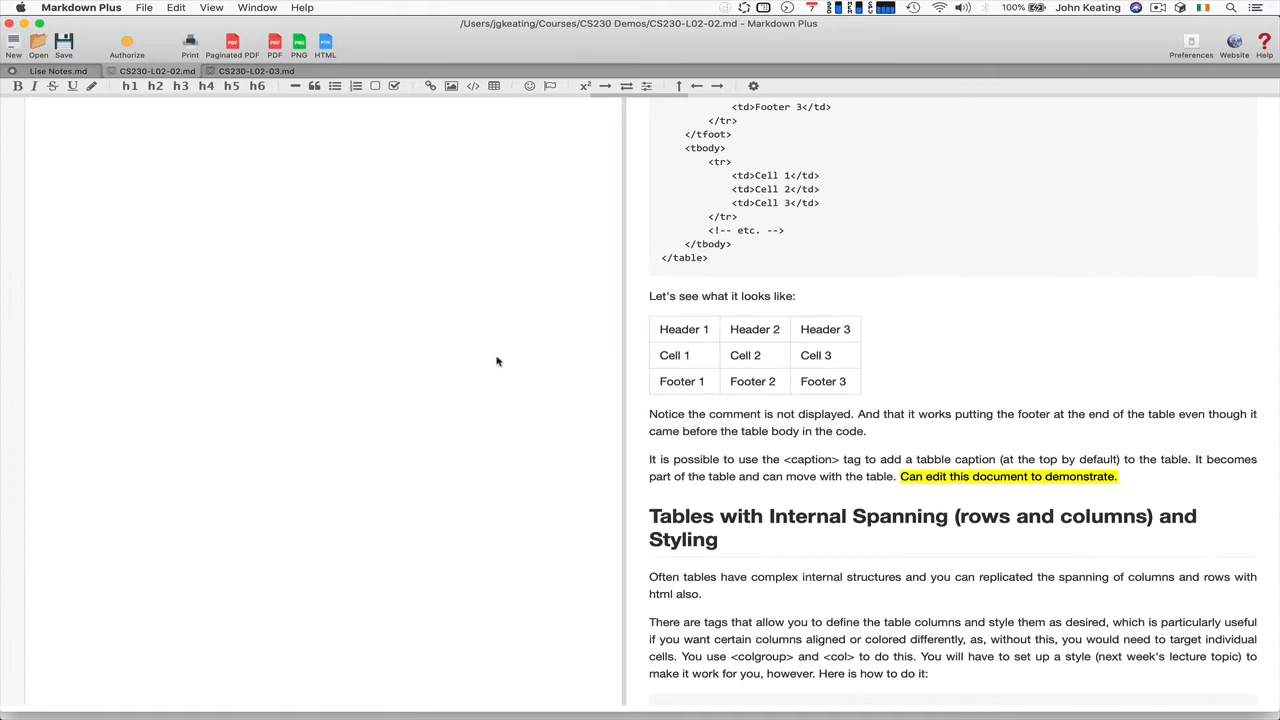 Markdown Plus File Edit View Window Help 100% John Keating
/Users/jgkeating/Courses/CS230 Demos/CS230-L02-02.md – Markdown Plus
New Open Save Authorize Print Paginated PDF PDF PNG HTML Preferences Website Help
Lise Notes.md CS230-L02-02.md CS230-L02-03.md
B I S U h1 h2 h3 h4 h5 h6 x²
<td>Footer 3</td>
</tr>
</tfoot>
<tbody>
<tr>
<td>Cell 1</td>
<td>Cell 2</td>
<td>Cell 3</td>
</tr>
<!-- etc. -->
</tbody>
</table>
Let's see what it looks like:
Header 1 Header 2 Header 3
Cell 1 Cell 2 Cell 3
Footer 1 Footer 2 Footer 3
Notice the comment is not displayed. And that it works putting the footer at the end of the table even though it
came before the table body in the code.
It is possible to use the <caption> tag to add a tabble caption (at the top by default) to the table. It becomes
part of the table and can move with the table. Can edit this document to demonstrate.
Tables with Internal Spanning (rows and columns) and
Styling
Often tables have complex internal structures and you can replicated the spanning of columns and rows with
html also.
There are tags that allow you to define the table columns and style them as desired, which is particularly useful
if you want certain columns aligned or colored differently, as, without this, you would need to target individual
cells. You use <colgroup> and <col> to do this. You will have to set up a style (next week's lecture topic) to
make it work for you, however. Here is how to do it: